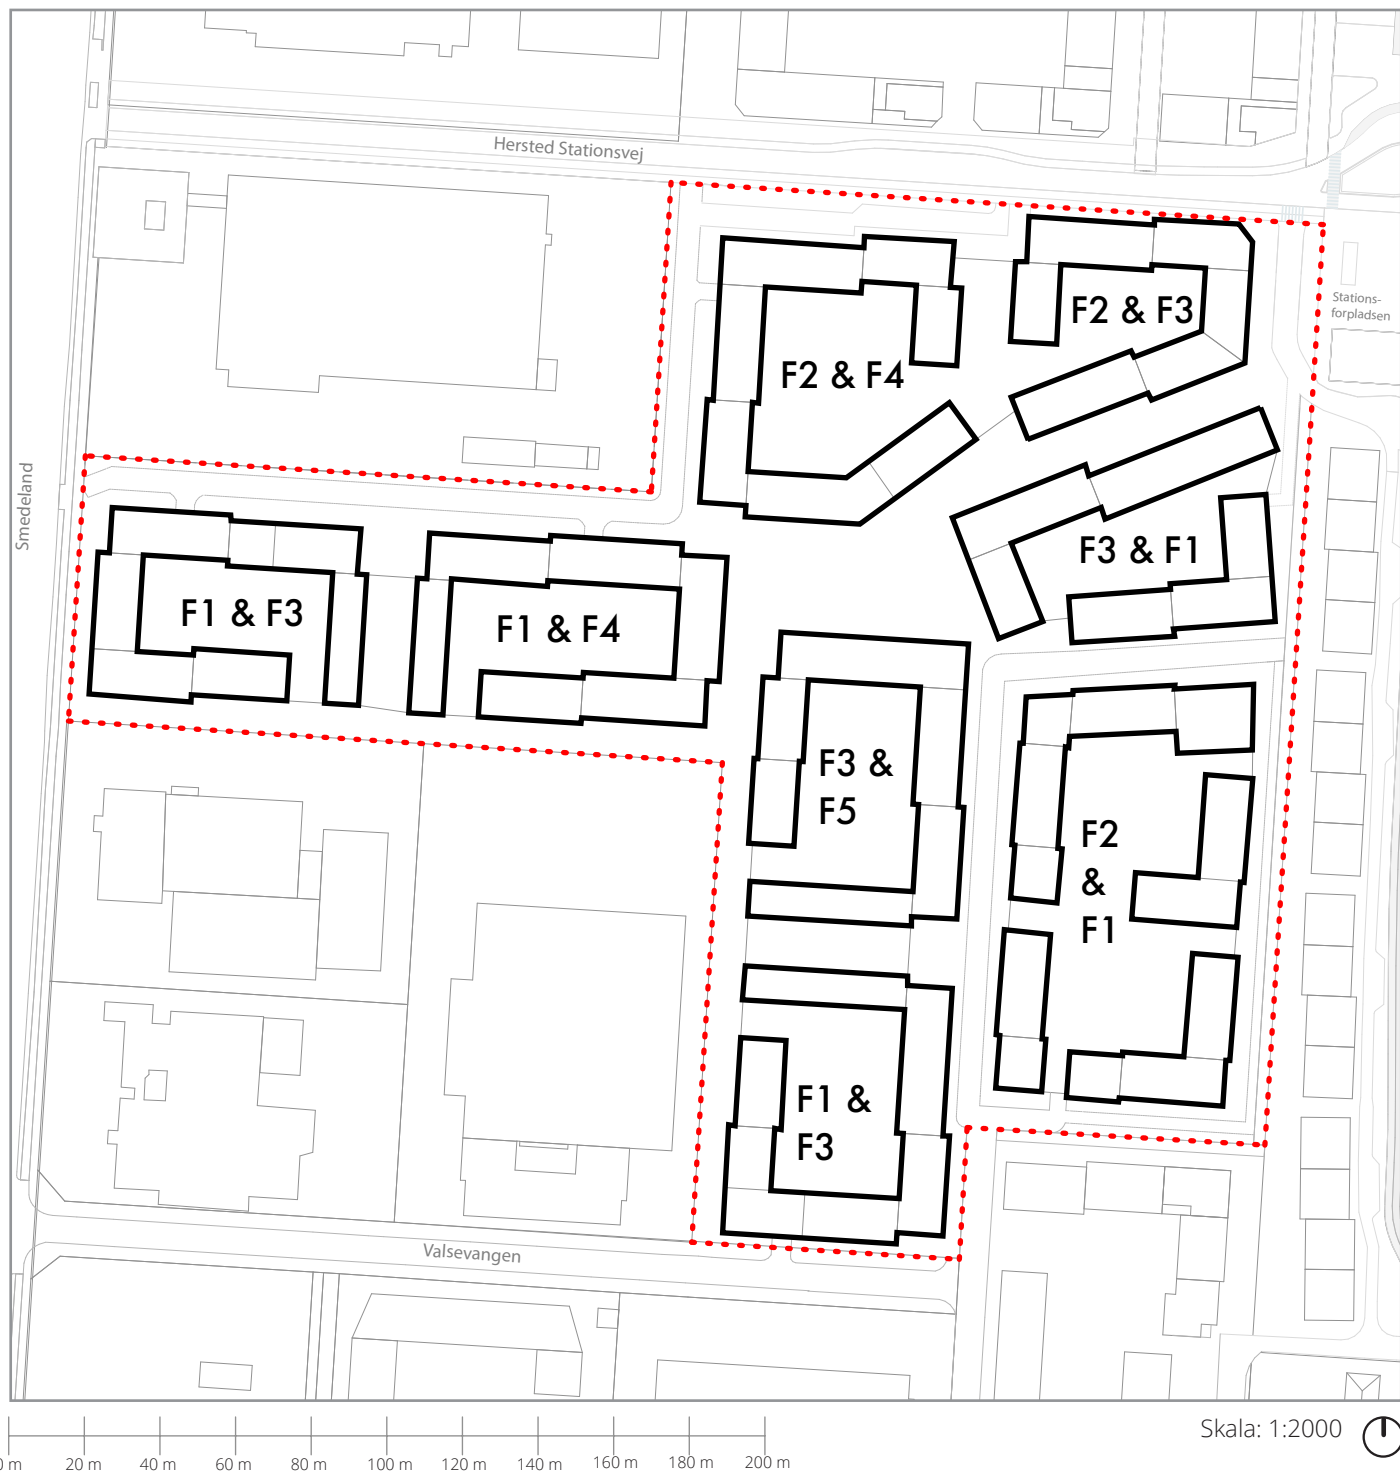 Hersted Stationsvej
Stations-
forpladsen
F2 & F3
F2 & F4
Smedeland
F3 & F1
F1 & F3
F1 & F4
F3 &
F5
F2
&
F1
F1 &
F3
Valsevangen
Skala: 1:2000
0 m 20 m 40 m 60 m 80 m 100 m 120 m 140 m 160 m 180 m 200 m